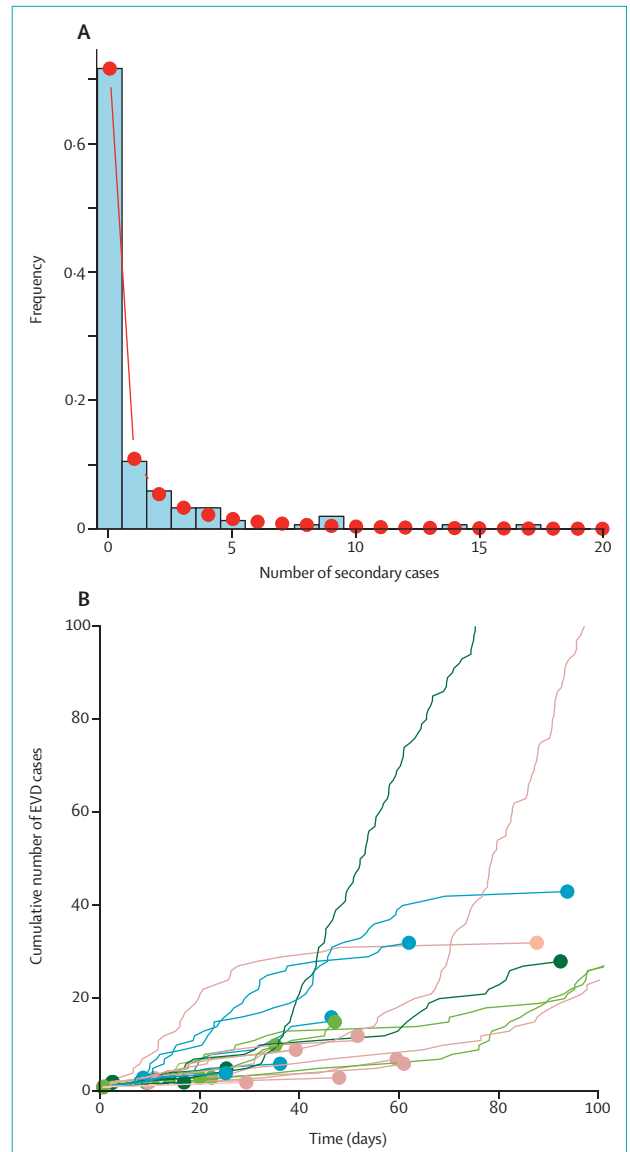 A
0·6
0·4
0·2
0
Frequency
0 5 10 15 20
Number of secondary cases
B
100
80
60
40
20
0
Cumulative number of EVD cases
0 20 40 60 80 100
Time (days)